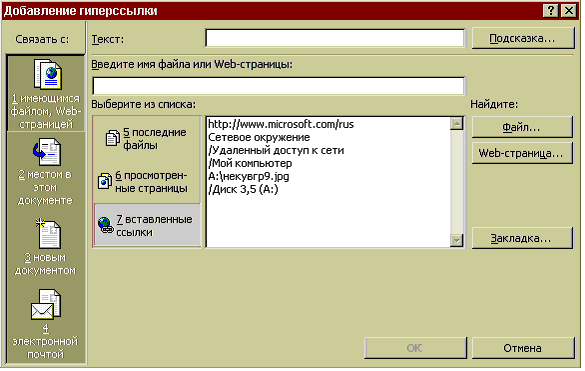 Добавление гиперссылки
Связать с:
Текст:
Подсказка...
1 имеющимся
файлом, Web-
страницей
2 местом в
этом
документе
3 новым
документом
4
электронной
почтой
Введите имя файла или Web-страницы:
Выберите из списка:
5 последние
файлы
6 просмотрен-
ные страницы
7 вставленные
ссылки
http://www.microsoft.com/rus
Сетевое окружение
/Удаленный доступ к сети
/Мой компьютер
A:\некувгр9.jpg
/Диск 3,5 (A:)
Найдите:
Файл...
Web-страница...
Закладка...
OK
Отмена